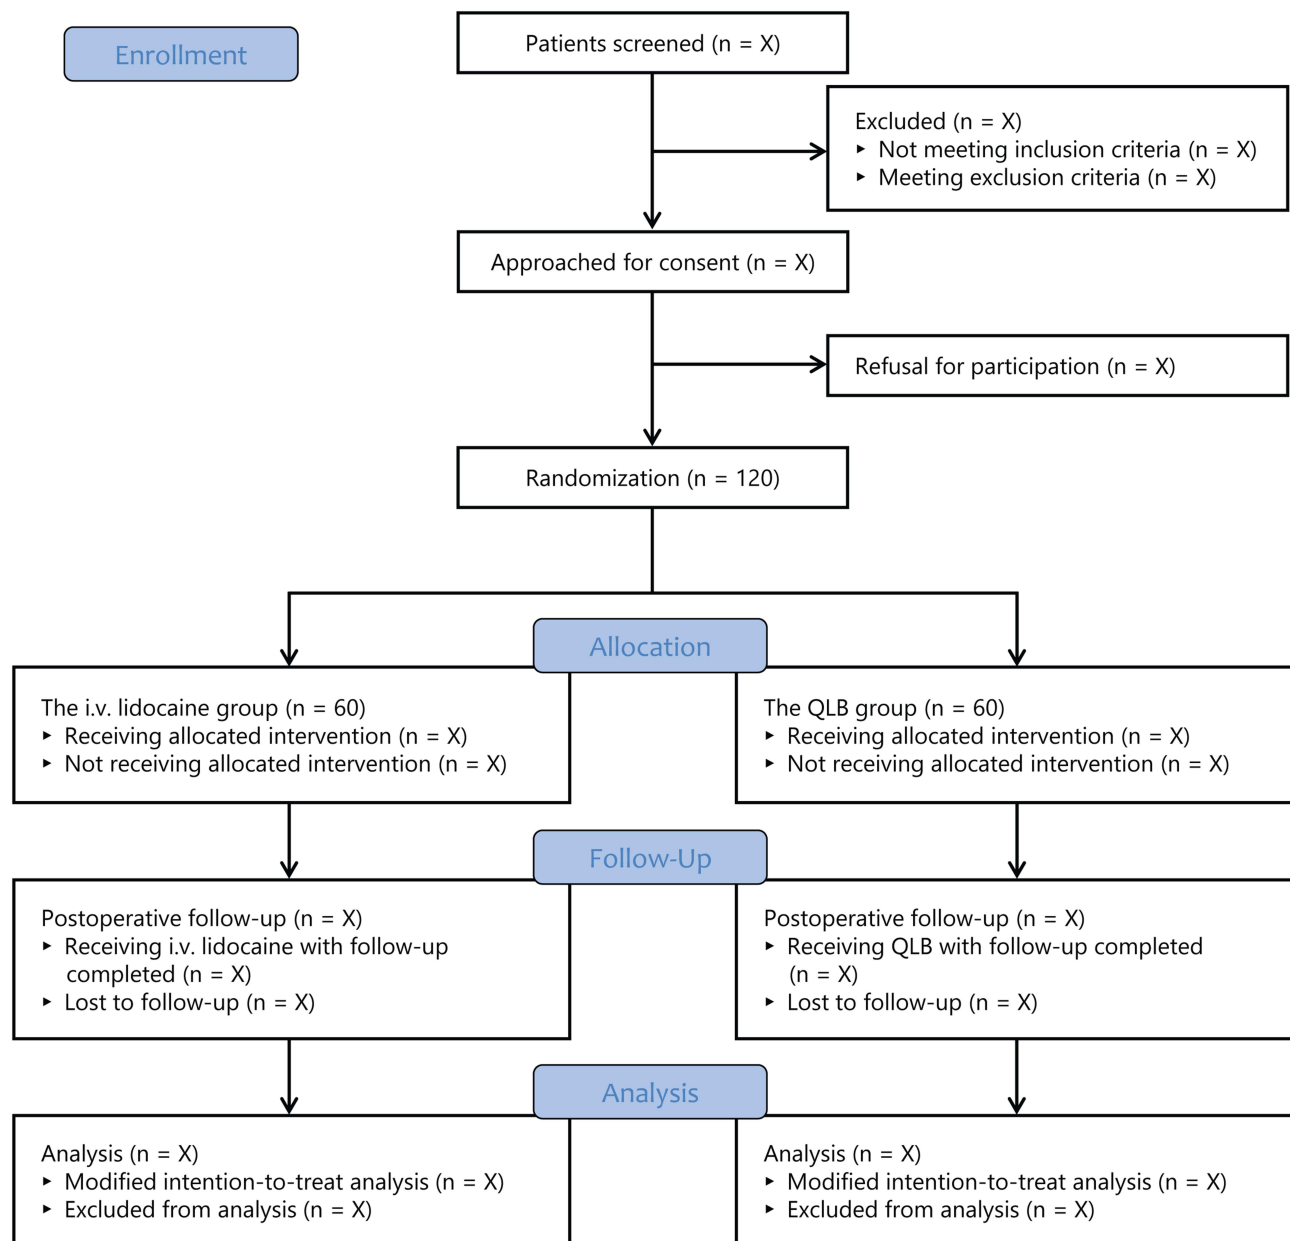 Enrollment
Patients screened (n = X)
Excluded (n = X)
‣ Not meeting inclusion criteria (n = X)
‣ Meeting exclusion criteria (n = X)
Approached for consent (n = X)
Refusal for participation (n = X)
Randomization (n = 120)
Allocation
The i.v. lidocaine group (n = 60)
‣ Receiving allocated intervention (n = X)
‣ Not receiving allocated intervention (n = X)
The QLB group (n = 60)
‣ Receiving allocated intervention (n = X)
‣ Not receiving allocated intervention (n = X)
Follow-Up
Postoperative follow-up (n = X)
‣ Receiving i.v. lidocaine with follow-up
completed (n = X)
‣ Lost to follow-up (n = X)
Postoperative follow-up (n = X)
‣ Receiving QLB with follow-up completed
(n = X)
‣ Lost to follow-up (n = X)
Analysis
Analysis (n = X)
‣ Modified intention-to-treat analysis (n = X)
‣ Excluded from analysis (n = X)
Analysis (n = X)
‣ Modified intention-to-treat analysis (n = X)
‣ Excluded from analysis (n = X)